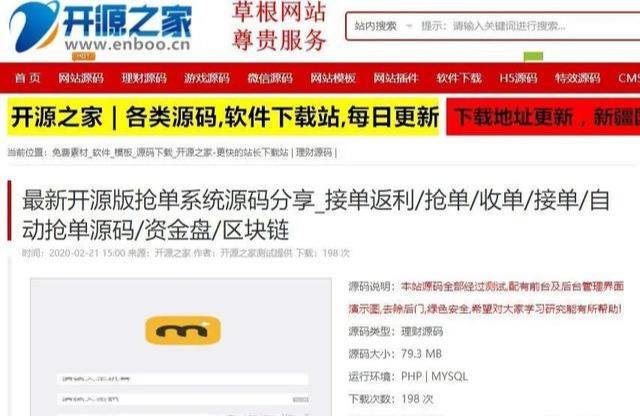 开源之家
www.enboo.cn
草根网站
尊贵服务
站内搜索
提示：请输入关键词进行搜索。
HOT
首 页 网站源码 理财源码 游戏源码 微信源码 网站模板 网站插件 软件下载 H5源码 特效源码 CMS
开源之家 | 各类源码,软件下载站,每日更新
下载地址更新，新疆
当前位置：免费素材_软件_模板_源码下载_开源之家-更快的站长下载站 | 理财源码 |
最新开源版抢单系统源码分享_接单返利/抢单/收单/接单/自
动抢单源码/资金盘/区块链
时间：2020-02-21 15:00 来源：开源之家 作者：开源之家测试提供 下载：198 次
源码说明：本站源码全部经过测试,配有前台及后台管理界面
演示图,去除后门,绿色安全,希望对大家学习研究能有所帮助!
源码类型：理财源码
源码大小：79.3 MB
运行环境：PHP | MYSQL
下载次数：198 次